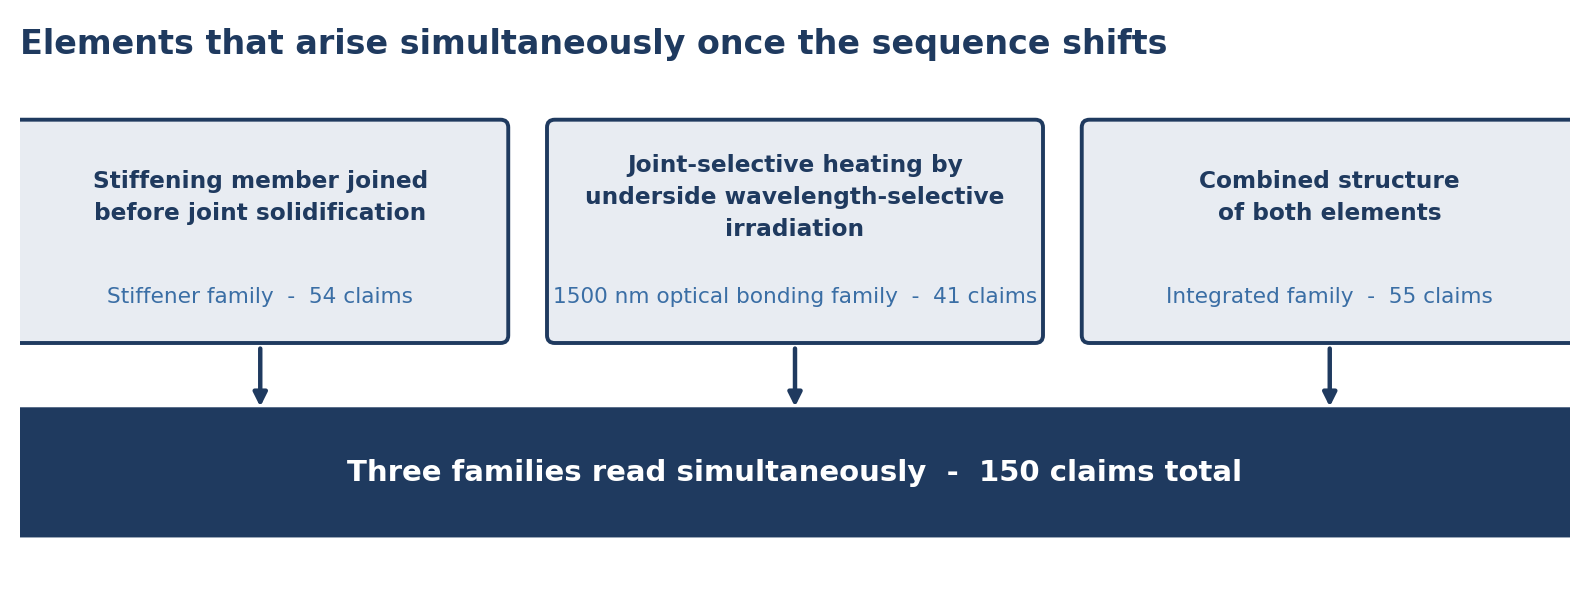 Elements that arise simultaneously once the sequence shifts
Stiffening member joined
before joint solidification
Stiffener family  -  54 claims
Joint-selective heating by
underside wavelength-selective
irradiation
1500 nm optical bonding family  -  41 claims
Combined structure
of both elements
Integrated family  -  55 claims
Three families read simultaneously  -  150 claims total